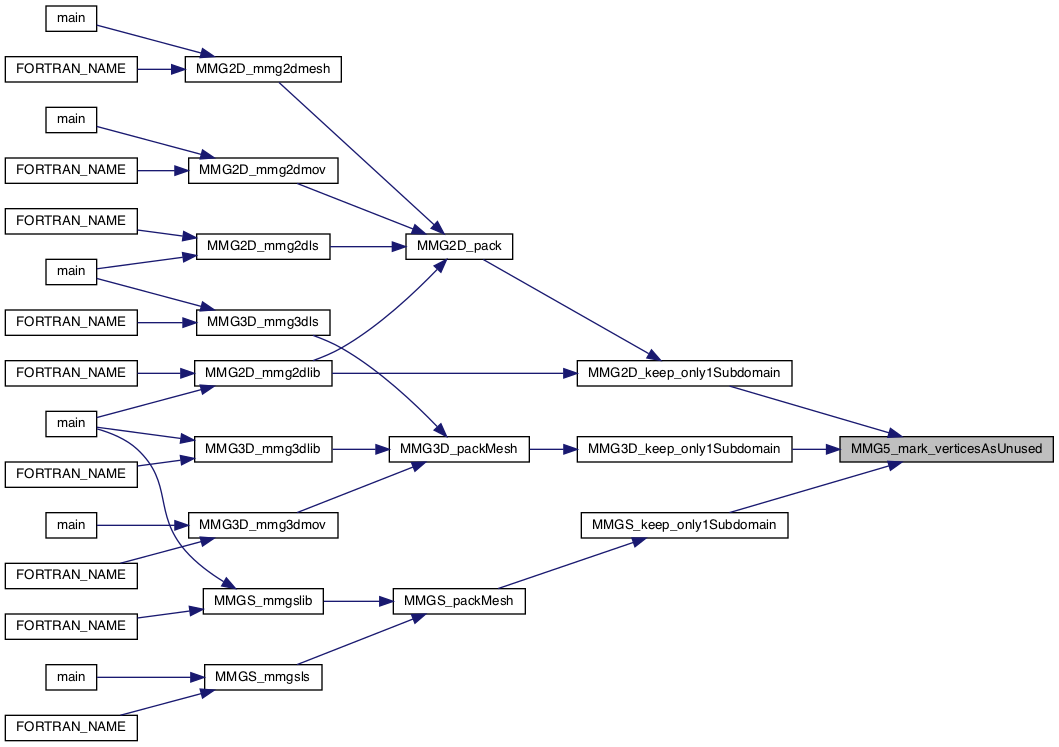 main
FORTRAN_NAME
MMG2D_mmg2dmesh
main
FORTRAN_NAME
MMG2D_mmg2dmov
FORTRAN_NAME
MMG2D_mmg2dls
MMG2D_pack
main
FORTRAN_NAME
MMG3D_mmg3dls
FORTRAN_NAME
MMG2D_mmg2dlib
MMG2D_keep_only1Subdomain
main
FORTRAN_NAME
MMG3D_mmg3dlib
MMG3D_packMesh
MMG3D_keep_only1Subdomain
MMG5_mark_verticesAsUnused
main
MMG3D_mmg3dmov
MMGS_keep_only1Subdomain
FORTRAN_NAME
MMGS_mmgslib
MMGS_packMesh
FORTRAN_NAME
main
MMGS_mmgsls
FORTRAN_NAME